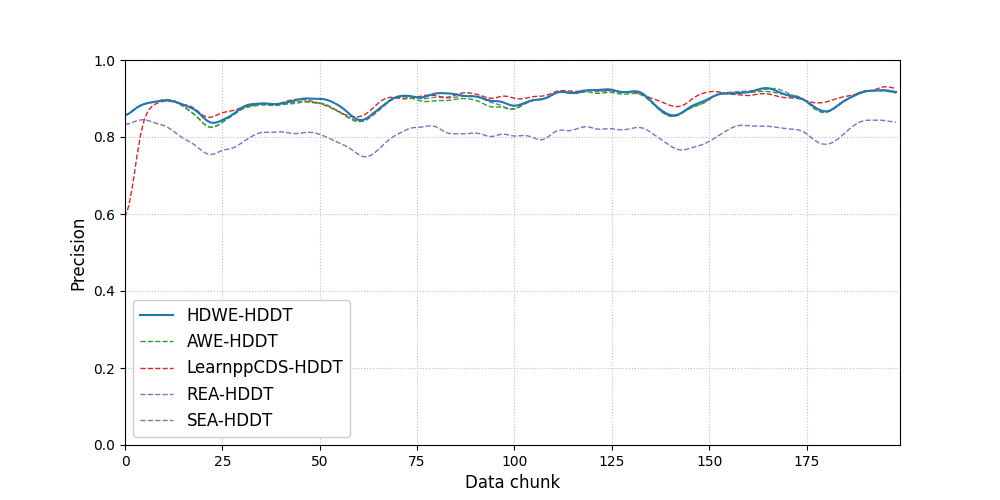 1.0
0.8
0.6
0.4
0.2
0.0
Precision
HDWE-HDDT
AWE-HDDT
LearnppCDS-HDDT
REA-HDDT
SEA-HDDT
0 25 50 75 100 125 150 175
Data chunk